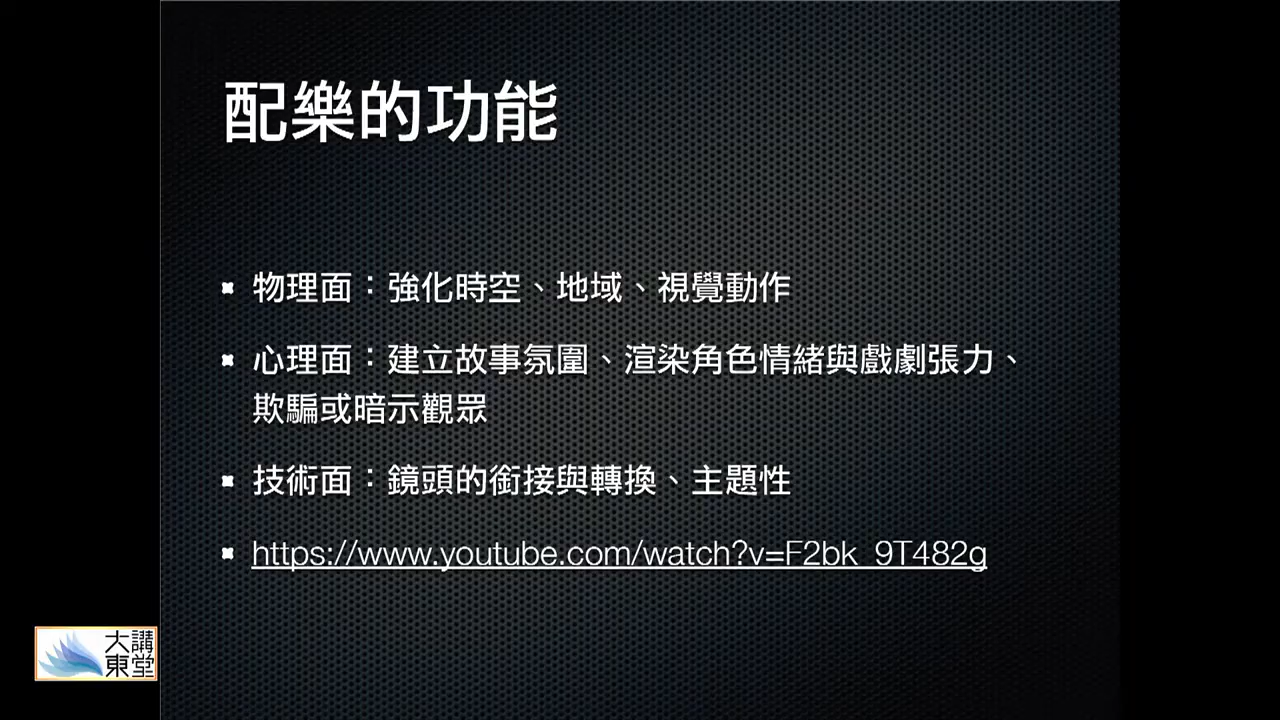 配樂的功能
物理面：強化時空、地域、視覺動作
心理面：建立故事氛圍、渲染角色情緒與戲劇張力、
欺騙或暗示觀眾
技術面：鏡頭的銜接與轉換、主題性
https://www.youtube.com/watch?v=F2bk_9T482g
大東
講堂